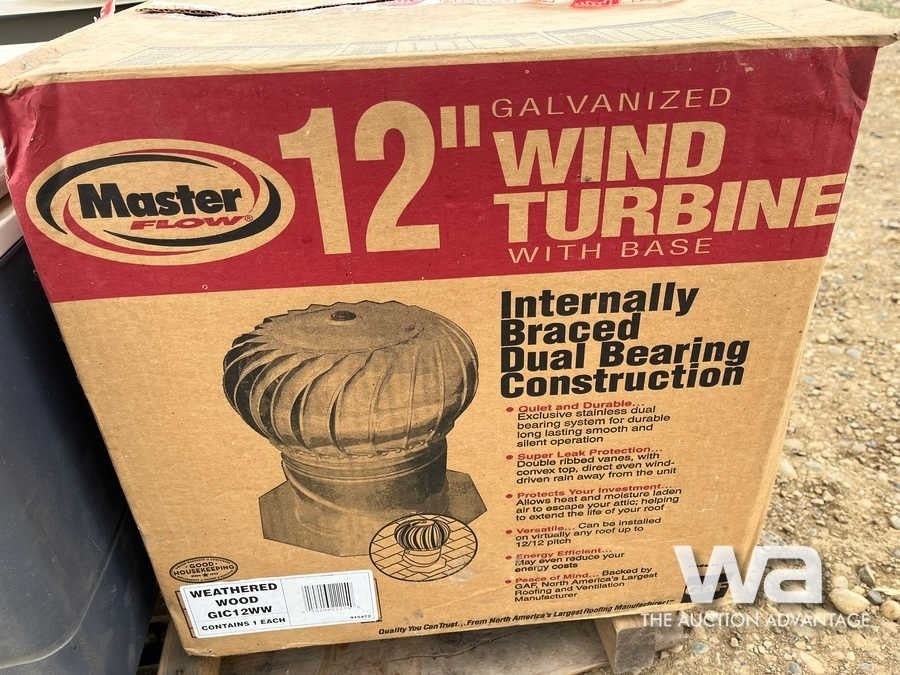 Master
FLOW®
12"
GALVANIZED
WIND
TURBINE
WITH BASE
Internally
Braced
Dual Bearing
Construction
• Quiet and Durable...
Exclusive stainless dual
bearing system for durable
long lasting smooth and
silent operation
• Super Leak Protection...
Double ribbed vanes, with
convex top, direct even wind-
driven rain away from the unit
• Protects Your Investment...
Allows heat and moisture laden
air to escape your attic; helping
to extend the life of your roof
• Versatile... Can be installed
on virtually any roof up to
12/12 pitch
• Energy Efficient...
May even reduce your
energy costs
• Peace of Mind... Backed by
GAF, North America's Largest
Roofing and Ventilation
Manufacturer
GOOD
HOUSEKEEPING
WEATHERED
WOOD
GIC12WW
CONTAINS 1 EACH
Quality You Can Trust...From North America's Largest Roofing Manufacturer!™
wa
THE AUCTION ADVANTAGE